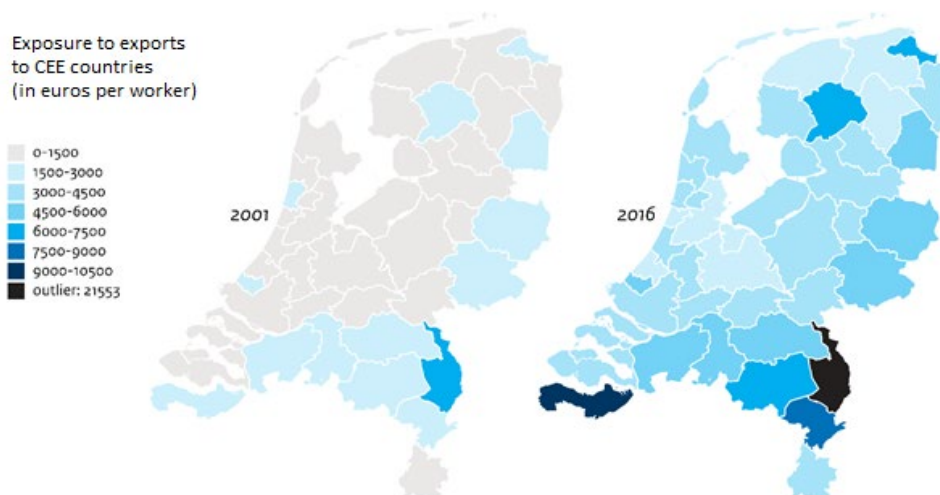 Exposure to exports
to CEE countries
(in euros per worker)
0-1500
1500-3000
3000-4500
4500-6000
6000-7500
7500-9000
9000-10500
outlier: 21553
2001
2016